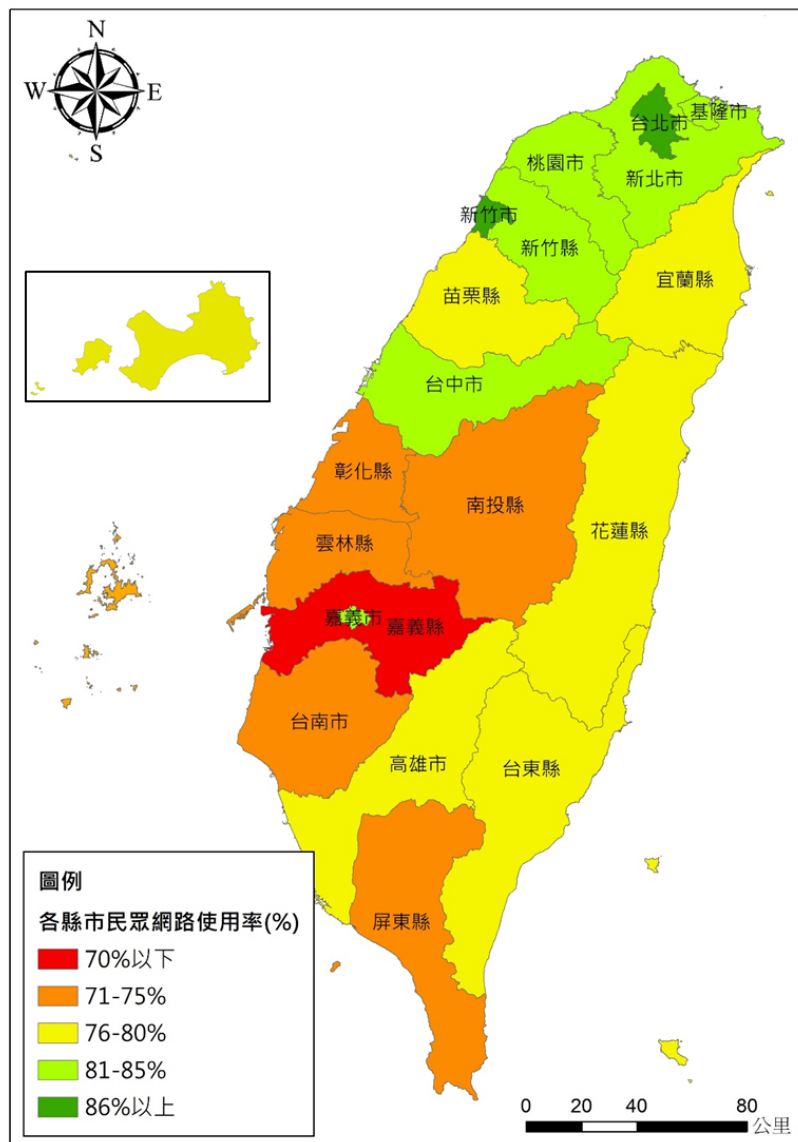 N
W E
S
台北市 基隆市
桃園市
新北市
新竹市
新竹縣
宜蘭縣
苗栗縣
台中市
彰化縣
南投縣
花蓮縣
雲林縣
嘉義市
嘉義縣
台南市
高雄市
台東縣
屏東縣
圖例
各縣市民眾網路使用率(%)
70%以下
71-75%
76-80%
81-85%
86%以上
0 20 40 80
公里